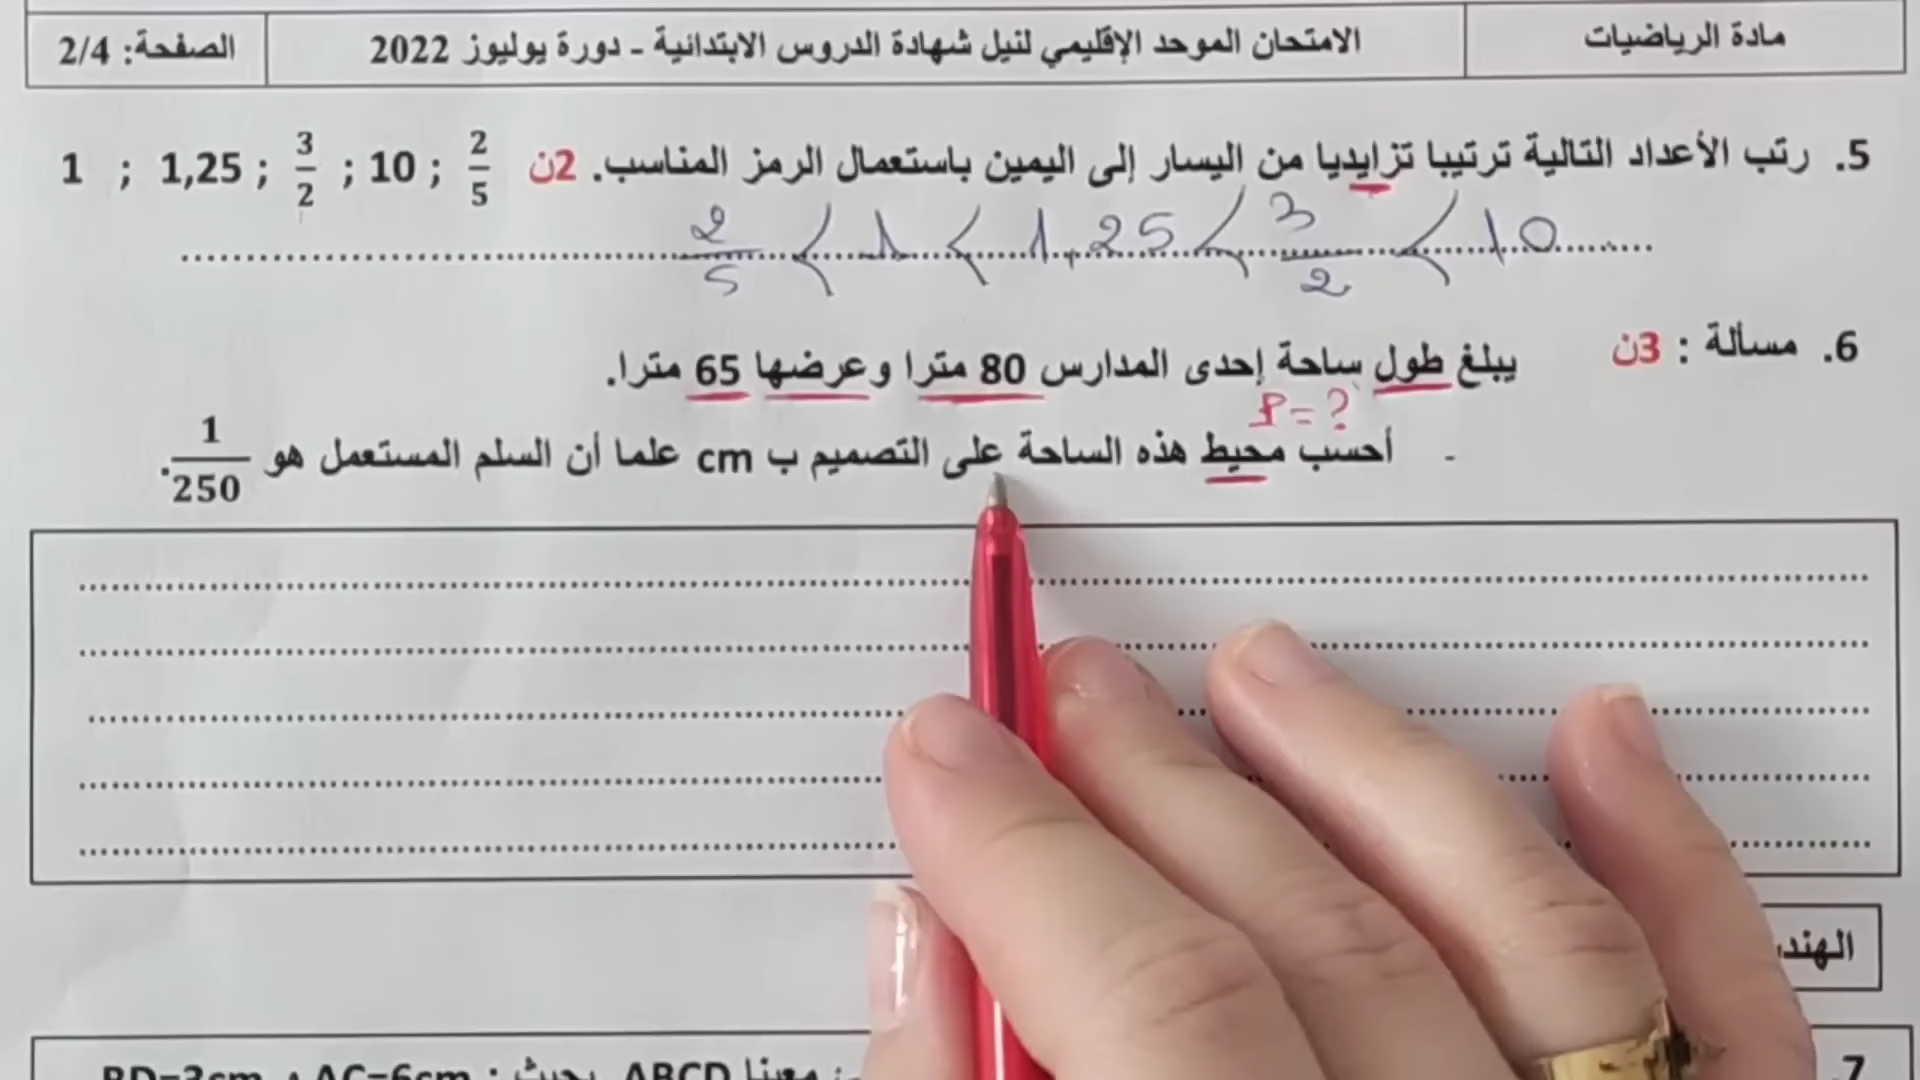 مادة الرياضيات الامتحان الموحد الإقليمي لنيل شهادة الدروس الابتدائية - دورة يوليوز 2022 الصفحة: 2/4
5. رتب الأعداد التالية ترتيبا تزايديا من اليسار إلى اليمين باستعمال الرمز المناسب. 2ن 1 ; 1,25 ; 3/2 ; 10 ; 2/5
2/5 < 1 < 1,25 < 3/2 < 10
6. مسألة : 3ن يبلغ طول ساحة إحدى المدارس 80 مترا وعرضها 65 مترا.
P = ?
- أحسب محيط هذه الساحة على التصميم ب cm علما أن السلم المستعمل هو 1/250.
7. معينا ABCD بحيث : AC=6cm و BD=3cm